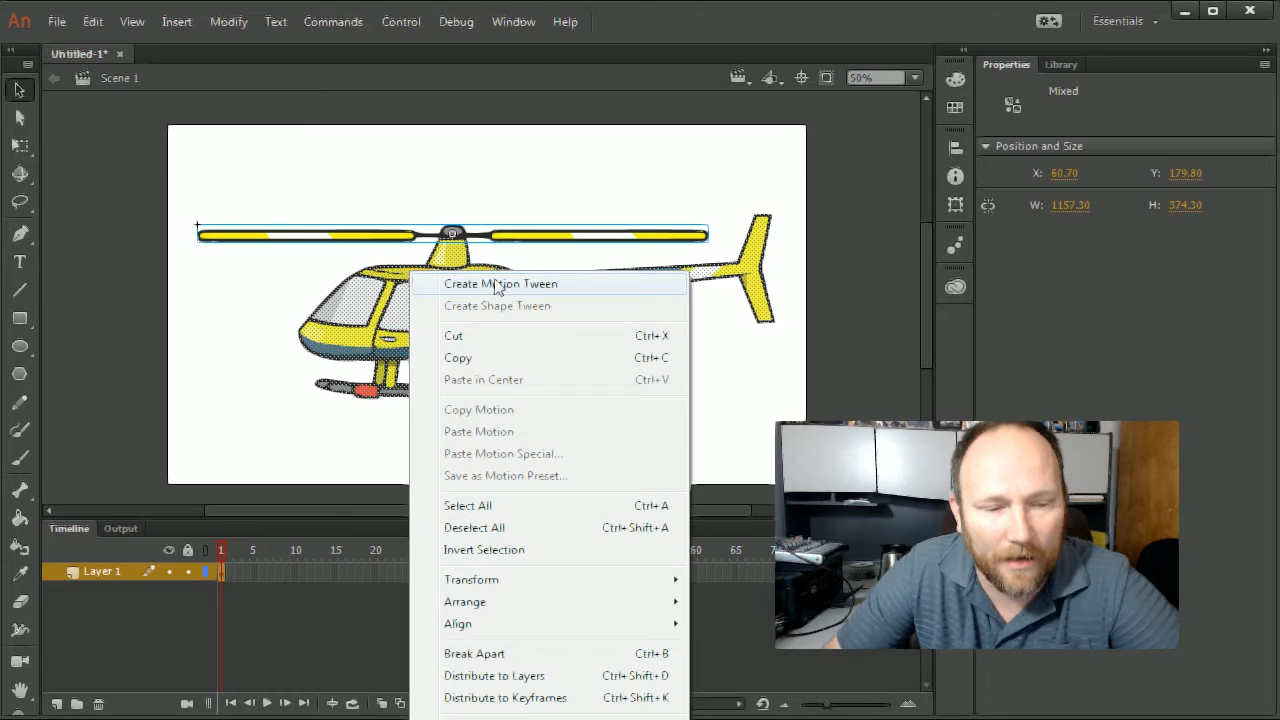 An File Edit View Insert Modify Text Commands Control Debug Window Help Essentials
Untitled-1* ×
Scene 1 50%
Properties Library
Mixed
Position and Size
X: 60.70 Y: 179.80
W: 1157.30 H: 374.30
Create Motion Tween
Create Shape Tween
Cut Ctrl+X
Copy Ctrl+C
Paste in Center Ctrl+V
Copy Motion
Paste Motion
Paste Motion Special...
Save as Motion Preset...
Select All Ctrl+A
Deselect All Ctrl+Shift+A
Invert Selection
Transform
Arrange
Align
Break Apart Ctrl+B
Distribute to Layers Ctrl+Shift+D
Distribute to Keyframes Ctrl+Shift+K
Timeline Output
1 5 10 15 20 60 65 70
Layer 1